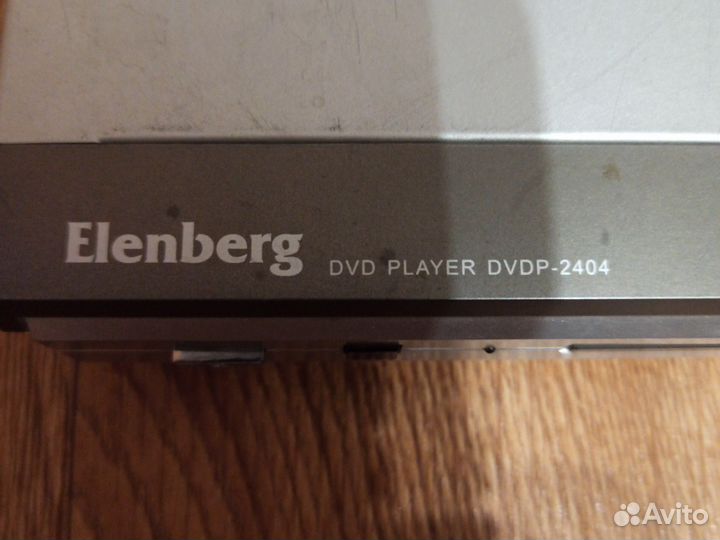 Elenberg DVD PLAYER DVDP-2404
Avito